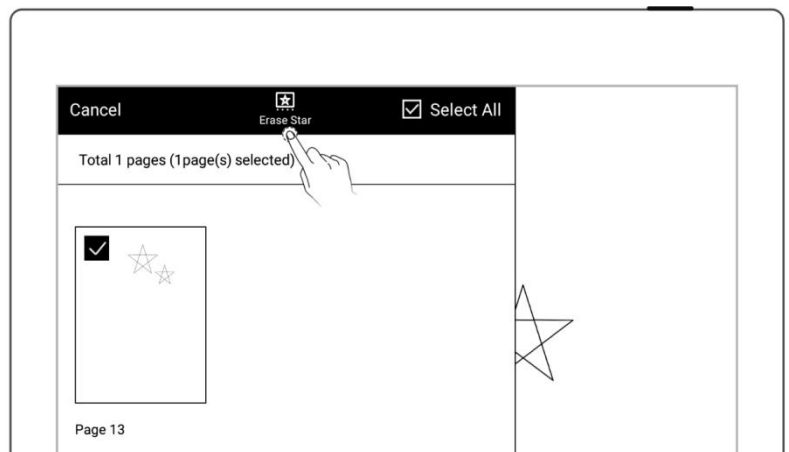 Cancel
Erase Star
Select All
Total 1 pages (1page(s) selected)
Page 13